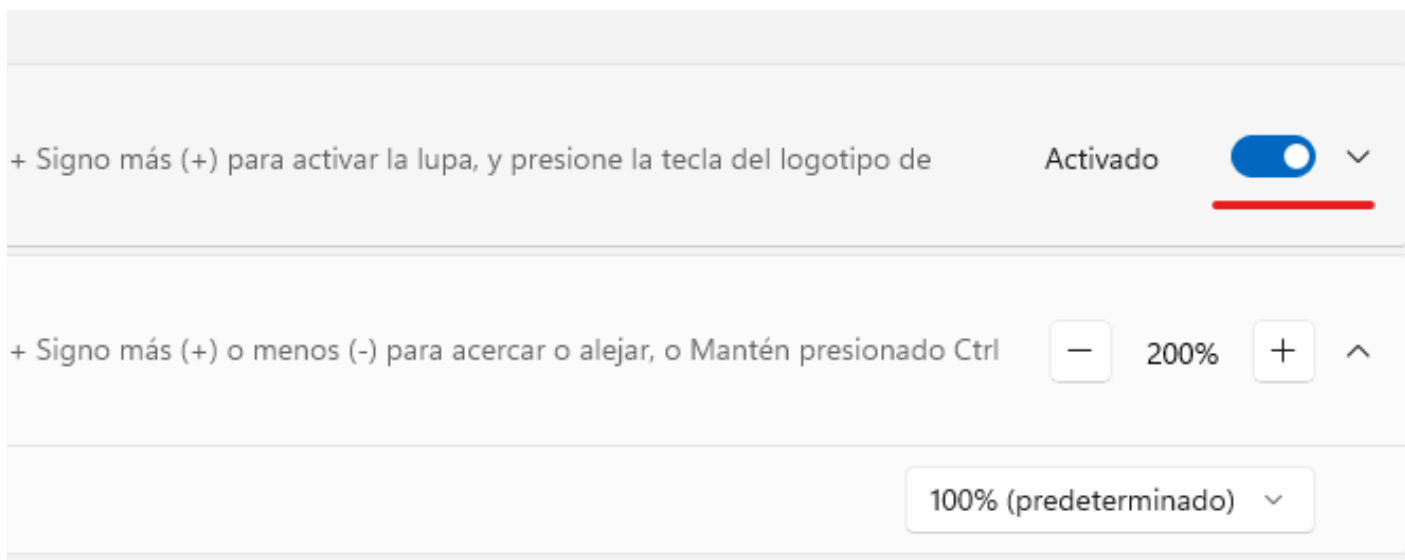 + Signo más (+) para activar la lupa, y presione la tecla del logotipo de Activado
+ Signo más (+) o menos (-) para acercar o alejar, o Mantén presionado Ctrl 200%
100% (predeterminado)